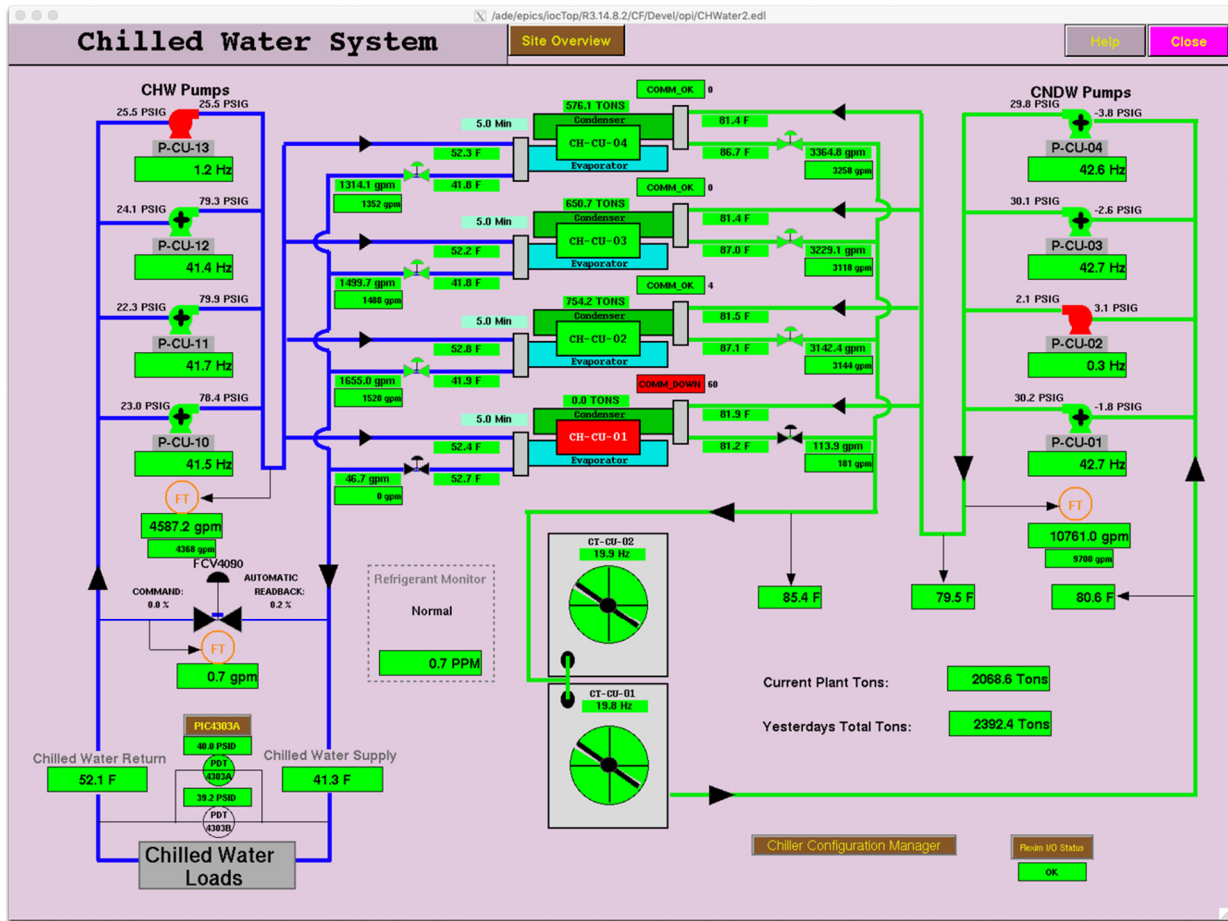 /ade/epics/iocTop/R3.14.8.2/CF/Devel/opi/CHWater2.edl
Chilled Water System
Site Overview
Help
Close
CHW Pumps
25.5 PSIG
25.5 PSIG
P-CU-13
1.2 Hz
24.1 PSIG
79.3 PSIG
P-CU-12
41.4 Hz
22.3 PSIG
79.9 PSIG
P-CU-11
41.7 Hz
23.0 PSIG
78.4 PSIG
P-CU-10
41.5 Hz
FT
4587.2 gpm
4368 gpm
FCV4090
COMMAND:
0.0 %
AUTOMATIC
READBACK:
0.2 %
FT
0.7 gpm
PIC4303A
40.0 PSID
PDT
4303A
39.2 PSID
PDT
4303B
Chilled Water Return
52.1 F
Chilled Water Supply
41.3 F
Chilled Water
Loads
COMM_OK 0
576.1 TONS
5.0 Min
Condenser
CH-CU-04
Evaporator
52.3 F
41.8 F
1314.1 gpm
1352 gpm
81.4 F
86.7 F
3364.8 gpm
3258 gpm
COMM_OK 0
650.7 TONS
5.0 Min
Condenser
CH-CU-03
Evaporator
52.2 F
41.8 F
1499.7 gpm
1488 gpm
81.4 F
87.0 F
3229.1 gpm
3118 gpm
COMM_OK 4
754.2 TONS
5.0 Min
Condenser
CH-CU-02
Evaporator
52.8 F
41.9 F
1655.0 gpm
1528 gpm
81.5 F
87.1 F
3142.4 gpm
3144 gpm
COMM_DOWN 60
0.0 TONS
5.0 Min
Condenser
CH-CU-01
Evaporator
52.4 F
52.7 F
46.7 gpm
0 gpm
81.9 F
81.2 F
113.9 gpm
181 gpm
CNDW Pumps
29.8 PSIG
-3.8 PSIG
P-CU-04
42.6 Hz
30.1 PSIG
-2.6 PSIG
P-CU-03
42.7 Hz
2.1 PSIG
3.1 PSIG
P-CU-02
0.3 Hz
30.2 PSIG
-1.8 PSIG
P-CU-01
42.7 Hz
FT
10761.0 gpm
9700 gpm
85.4 F
79.5 F
80.6 F
Refrigerant Monitor
Normal
0.7 PPM
CT-CU-02
19.9 Hz
CT-CU-01
19.8 Hz
Current Plant Tons:
2068.6 Tons
Yesterdays Total Tons:
2392.4 Tons
Chiller Configuration Manager
Flexim I/O Status
OK